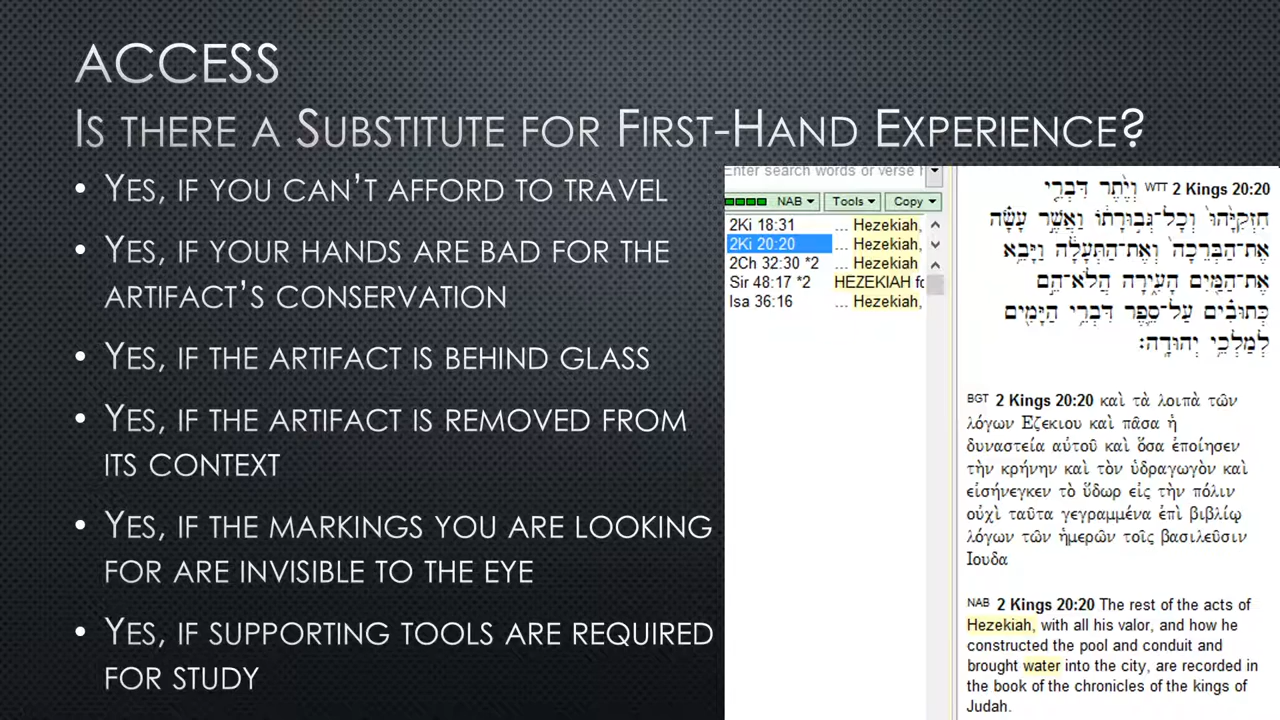 ACCESS
IS THERE A SUBSTITUTE FOR FIRST-HAND EXPERIENCE?
• YES, IF YOU CAN’T AFFORD TO TRAVEL
• YES, IF YOUR HANDS ARE BAD FOR THE
ARTIFACT’S CONSERVATION
• YES, IF THE ARTIFACT IS BEHIND GLASS
• YES, IF THE ARTIFACT IS REMOVED FROM
ITS CONTEXT
• YES, IF THE MARKINGS YOU ARE LOOKING
FOR ARE INVISIBLE TO THE EYE
• YES, IF SUPPORTING TOOLS ARE REQUIRED
FOR STUDY
Enter search words or verse r
NAB Tools Copy
2Ki 18:31 ... Hezekiah,
2Ki 20:20 ... Hezekiah,
2Ch 32:30 *2 ... Hezekiah
Sir 48:17 *2 HEZEKIAH fo
Isa 36:16 ... Hezekiah,
WTT 2 Kings 20:20 וְיֶ֙תֶר דִּבְרֵ֤י
חִזְקִיָּ֙הוּ֙ וְכָל־גְּב֣וּרָת֔וֹ וַאֲשֶׁ֣ר עָשָׂ֗ה
אֶת־הַבְּרֵכָה֙ וְאֶת־הַתְּעָלָ֔ה וַיָּבֵ֥א
אֶת־הַמַּ֖יִם הָעִ֑ירָה הֲלֹא־הֵ֣ם
כְּתוּבִ֗ים עַל־סֵ֛פֶר דִּבְרֵ֥י הַיָּמִ֖ים
לְמַלְכֵ֥י יְהוּדָֽה׃
BGT 2 Kings 20:20 καὶ τὰ λοιπὰ τῶν
λόγων Εζεκιου καὶ πᾶσα ἡ
δυναστεία αὐτοῦ καὶ ὅσα ἐποίησεν
τὴν κρήνην καὶ τὸν ὑδραγωγὸν καὶ
εἰσήνεγκεν τὸ ὕδωρ εἰς τὴν πόλιν
οὐχὶ ταῦτα γεγραμμένα ἐπὶ βιβλίῳ
λόγων τῶν ἡμερῶν τοῖς βασιλεῦσιν
Ιουδα
NAB 2 Kings 20:20 The rest of the acts of
Hezekiah, with all his valor, and how he
constructed the pool and conduit and
brought water into the city, are recorded in
the book of the chronicles of the kings of
Judah.